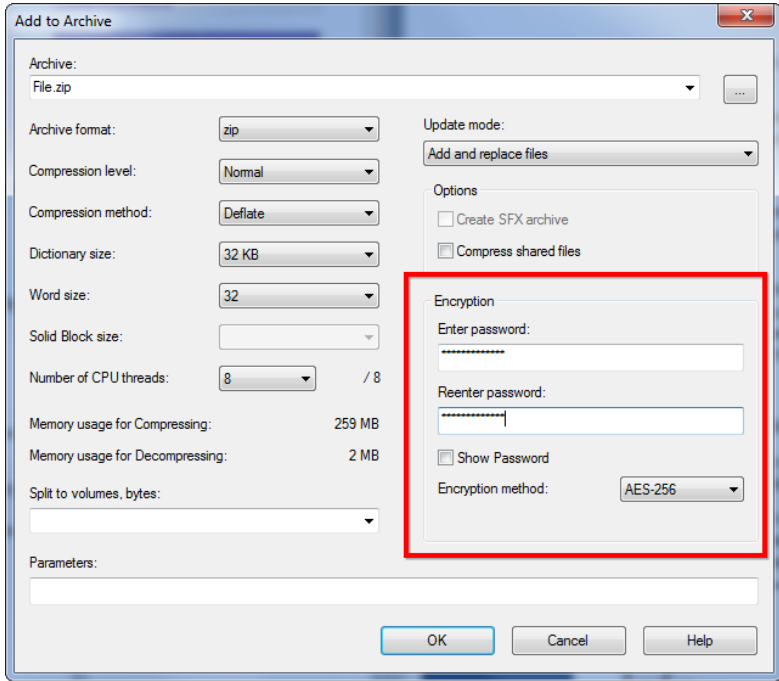 Add to Archive
Archive:
File.zip
...
Archive format:
zip
Compression level:
Normal
Compression method:
Deflate
Dictionary size:
32 KB
Word size:
32
Solid Block size:
Number of CPU threads:
8
/ 8
Memory usage for Compressing:
259 MB
Memory usage for Decompressing:
2 MB
Split to volumes, bytes:
Update mode:
Add and replace files
Options
Create SFX archive
Compress shared files
Encryption
Enter password:
*************
Reenter password:
*************
Show Password
Encryption method:
AES-256
Parameters:
OK
Cancel
Help